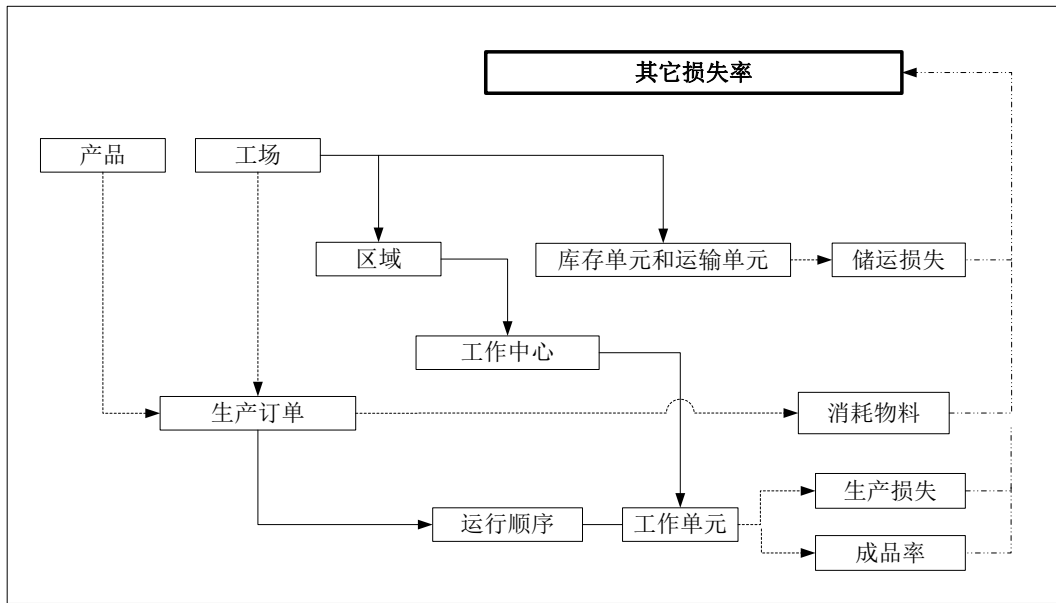 其它损失率
产品
工场
区域
库存单元和运输单元
储运损失
工作中心
生产订单
消耗物料
生产损失
运行顺序
工作单元
成品率